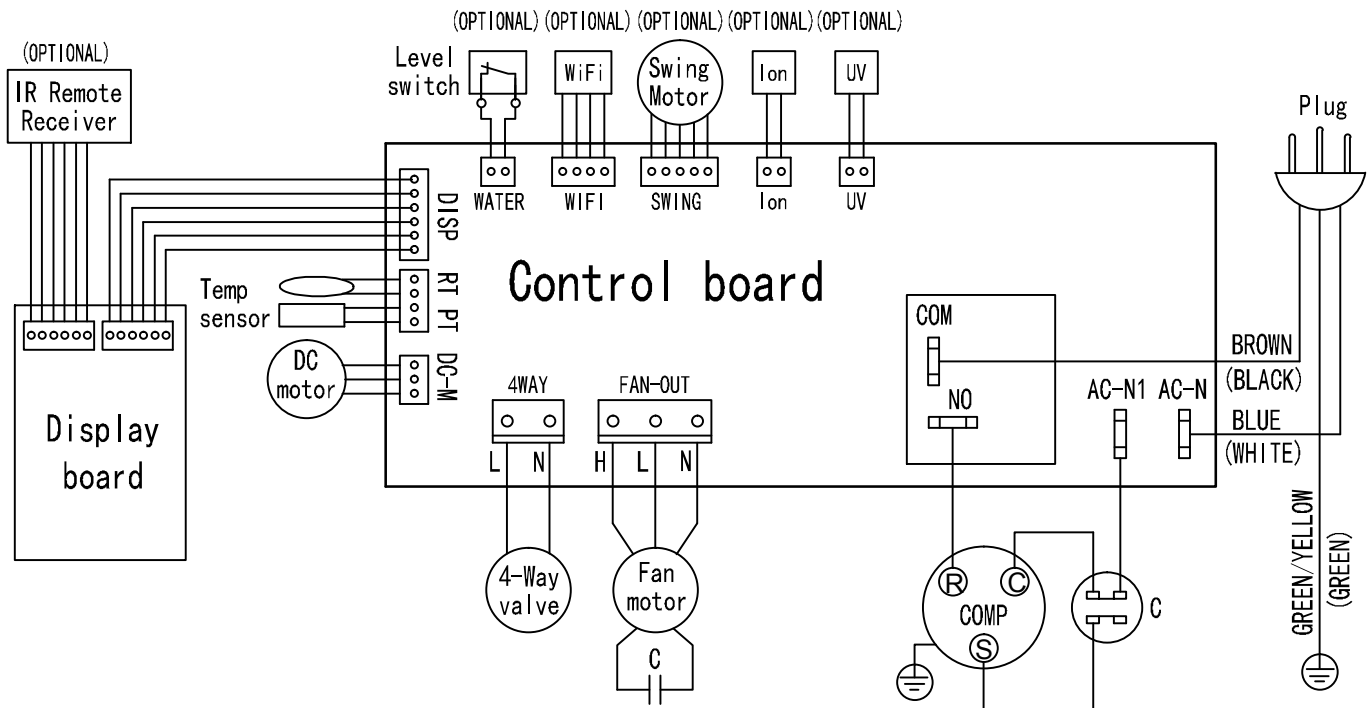 (OPTIONAL) (OPTIONAL) (OPTIONAL) (OPTIONAL) (OPTIONAL)
(OPTIONAL)
IR Remote
Receiver
Level
switch
WiFi
Swing
Motor
Ion
UV
Plug
WATER
WIFI
SWING
Ion
UV
DISP
Control board
Temp
sensor
RT
PT
DC
motor
DC-M
Display
board
4WAY
FAN-OUT
L
N
H
L
N
COM
NO
AC-N1
AC-N
BROWN
(BLACK)
BLUE
(WHITE)
GREEN/YELLOW
(GREEN)
4-Way
valve
Fan
motor
C
R
C
COMP
S
C